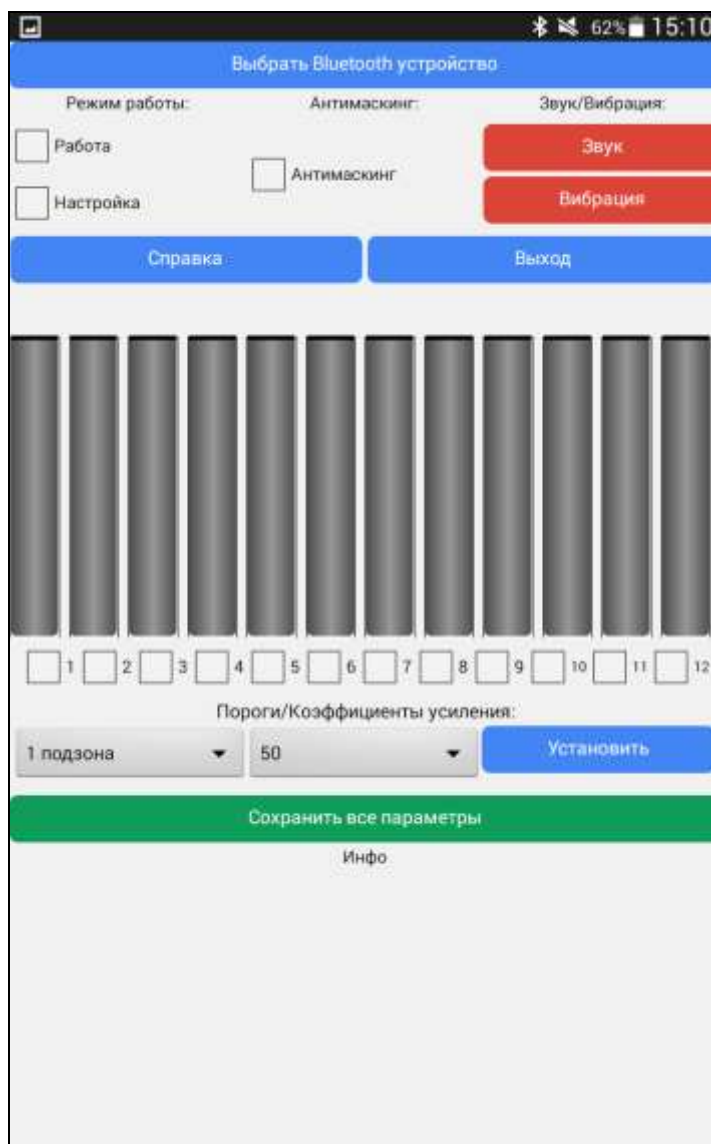 62% 15:10
Выбрать Bluetooth устройство
Режим работы: Антимаскинг: Звук/Вибрация:
Работа
Звук
Антимаскинг
Настройка
Вибрация
Справка Выход
1 2 3 4 5 6 7 8 9 10 11 12
Пороги/Коэффициенты усиления:
1 подзона 50 Установить
Сохранить все параметры
Инфо